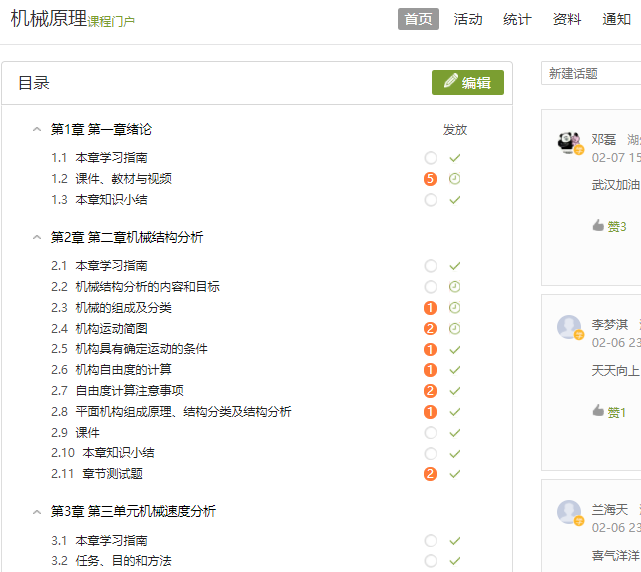 机械原理课程门户 首页 活动 统计 资料 通知
目录 编辑
第1章 第一章绪论 发放
1.1 本章学习指南
1.2 课件、教材与视频 5
1.3 本章知识小结
第2章 第二章机械结构分析
2.1 本章学习指南
2.2 机械结构分析的内容和目标
2.3 机械的组成及分类 1
2.4 机构运动简图 2
2.5 机构具有确定运动的条件 1
2.6 机构自由度的计算 1
2.7 自由度计算注意事项 2
2.8 平面机构组成原理、结构分类及结构分析 1
2.9 课件
2.10 本章知识小结
2.11 章节测试题 2
第3章 第三单元机械速度分析
3.1 本章学习指南
3.2 任务、目的和方法
新建话题
邓磊 湖
02-07 15
武汉加油
赞3
李梦淇
02-06 23
天天向上
赞1
兰海天
02-06 23
喜气洋洋